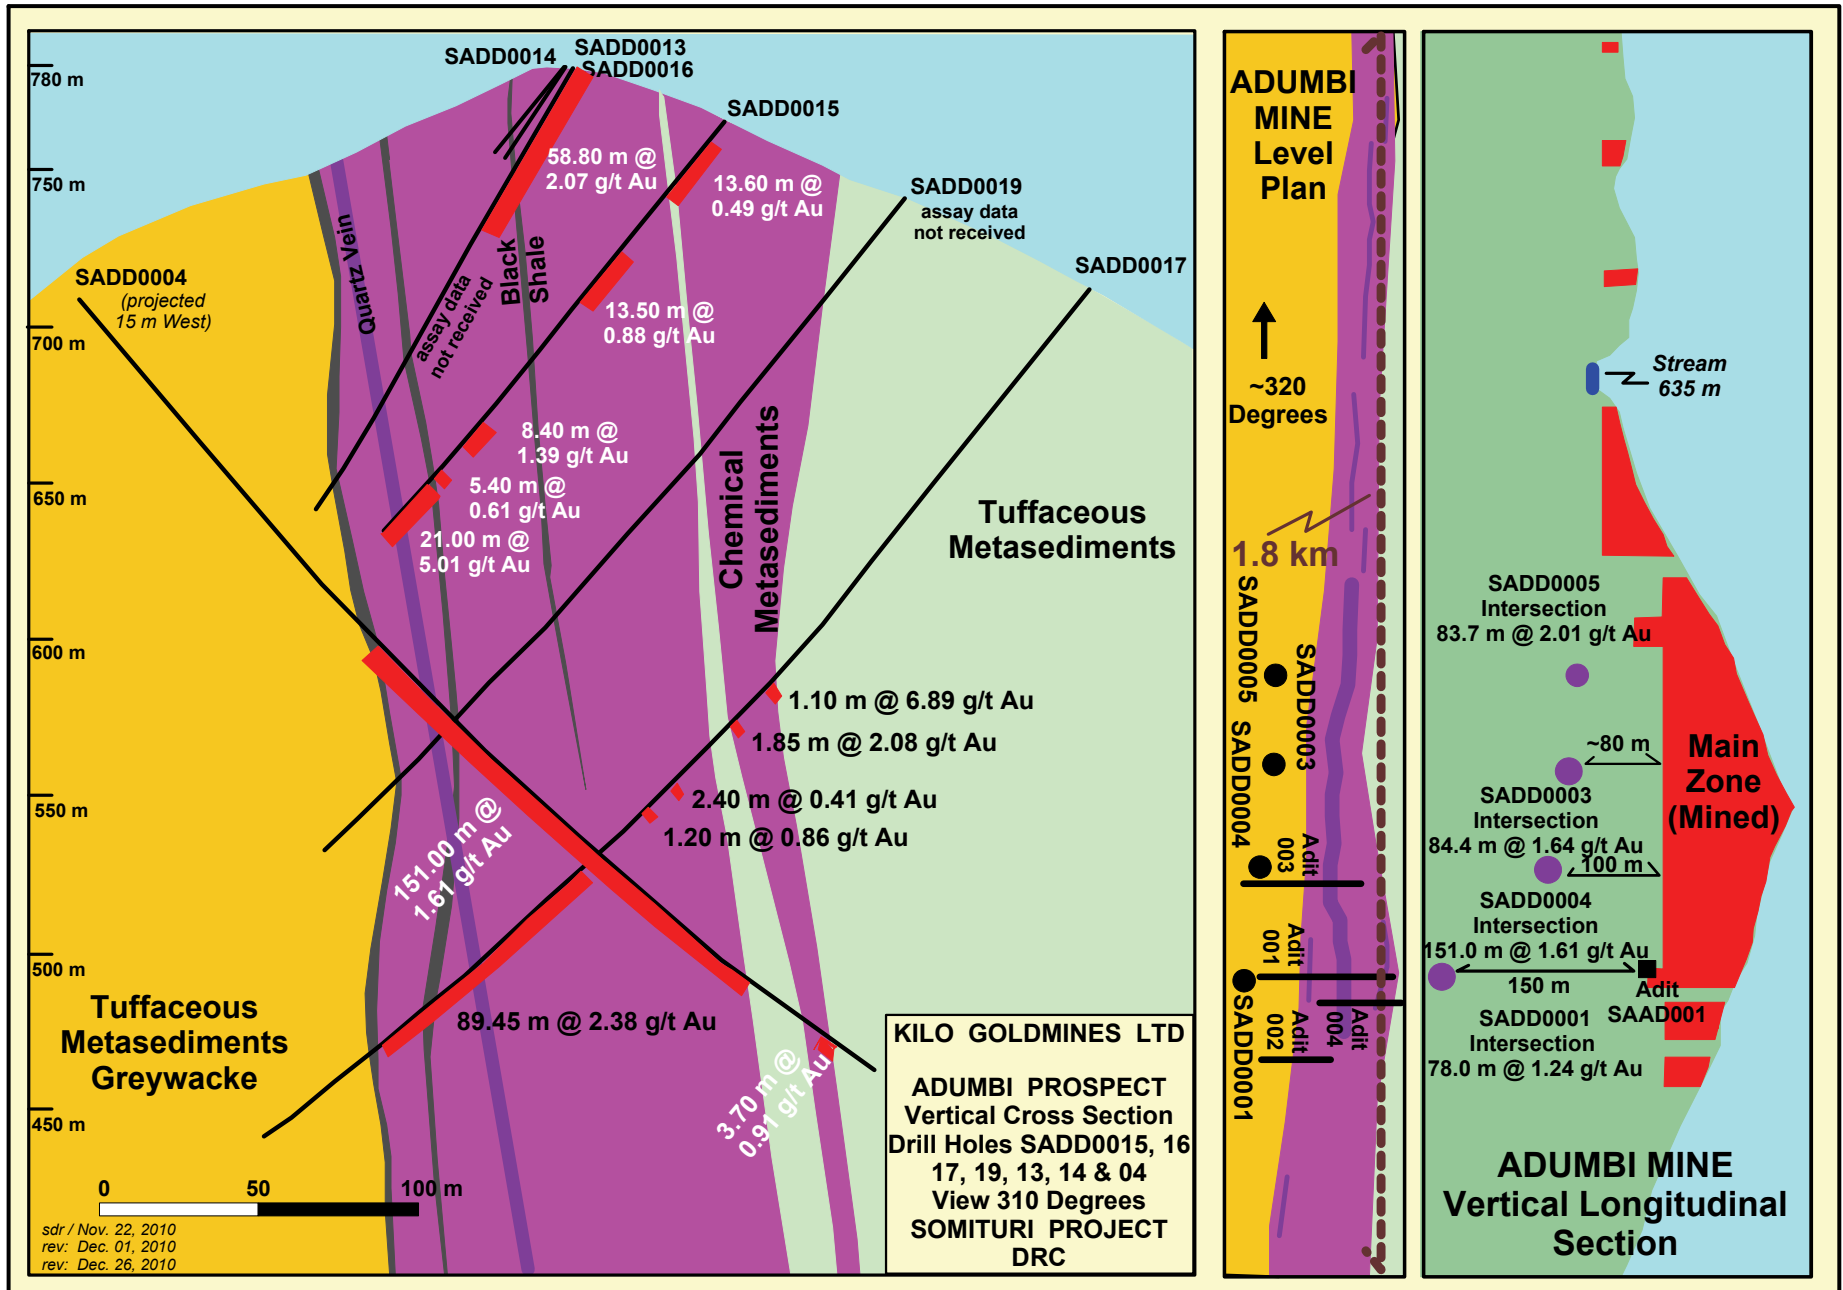 780 m
750 m
700 m
650 m
600 m
550 m
500 m
450 m
SADD0014
SADD0013
SADD0016
SADD0015
SADD0019
assay data
not received
SADD0017
SADD0004
(projected
15 m West)
Quartz Vein
assay data
not received
Black
Shale
58.80 m @
2.07 g/t Au
13.60 m @
0.49 g/t Au
13.50 m @
0.88 g/t Au
8.40 m @
1.39 g/t Au
5.40 m @
0.61 g/t Au
21.00 m @
5.01 g/t Au
Chemical
Metasediments
Tuffaceous
Metasediments
1.10 m @ 6.89 g/t Au
1.85 m @ 2.08 g/t Au
2.40 m @ 0.41 g/t Au
1.20 m @ 0.86 g/t Au
151.00 m @
1.61 g/t Au
89.45 m @ 2.38 g/t Au
3.70 m @
0.91 g/t Au
Tuffaceous
Metasediments
Greywacke
0 50 100 m
sdr / Nov. 22, 2010
rev: Dec. 01, 2010
rev: Dec. 26, 2010
KILO GOLDMINES LTD
ADUMBI PROSPECT
Vertical Cross Section
Drill Holes SADD0015, 16
17, 19, 13, 14 & 04
View 310 Degrees
SOMITURI PROJECT
DRC
ADUMBI
MINE
Level
Plan
~320
Degrees
1.8 km
SADD0005
SADD0003
SADD0004
Adit
003
Adit
001
SADD0001
Adit
002
Adit
004
Stream
635 m
SADD0005
Intersection
83.7 m @ 2.01 g/t Au
~80 m
Main
Zone
(Mined)
SADD0003
Intersection
84.4 m @ 1.64 g/t Au
100 m
SADD0004
Intersection
151.0 m @ 1.61 g/t Au
150 m
Adit
SAAD001
SADD0001
Intersection
78.0 m @ 1.24 g/t Au
ADUMBI MINE
Vertical Longitudinal
Section